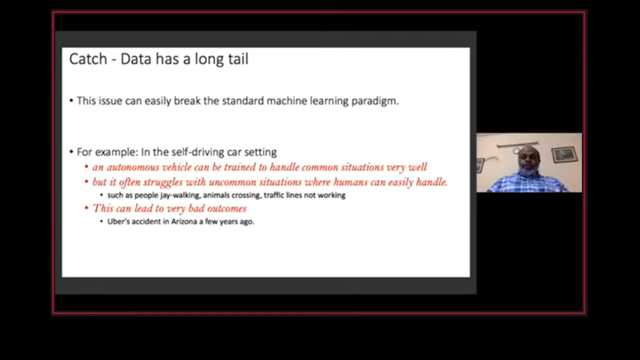 Catch - Data has a long tail
• This issue can easily break the standard machine learning paradigm.
• For example: In the self-driving car setting
• an autonomous vehicle can be trained to handle common situations very well
• but it often struggles with uncommon situations where humans can easily handle.
• such as people jay-walking, animals crossing, traffic lines not working
• This can lead to very bad outcomes
• Uber's accident in Arizona a few years ago.